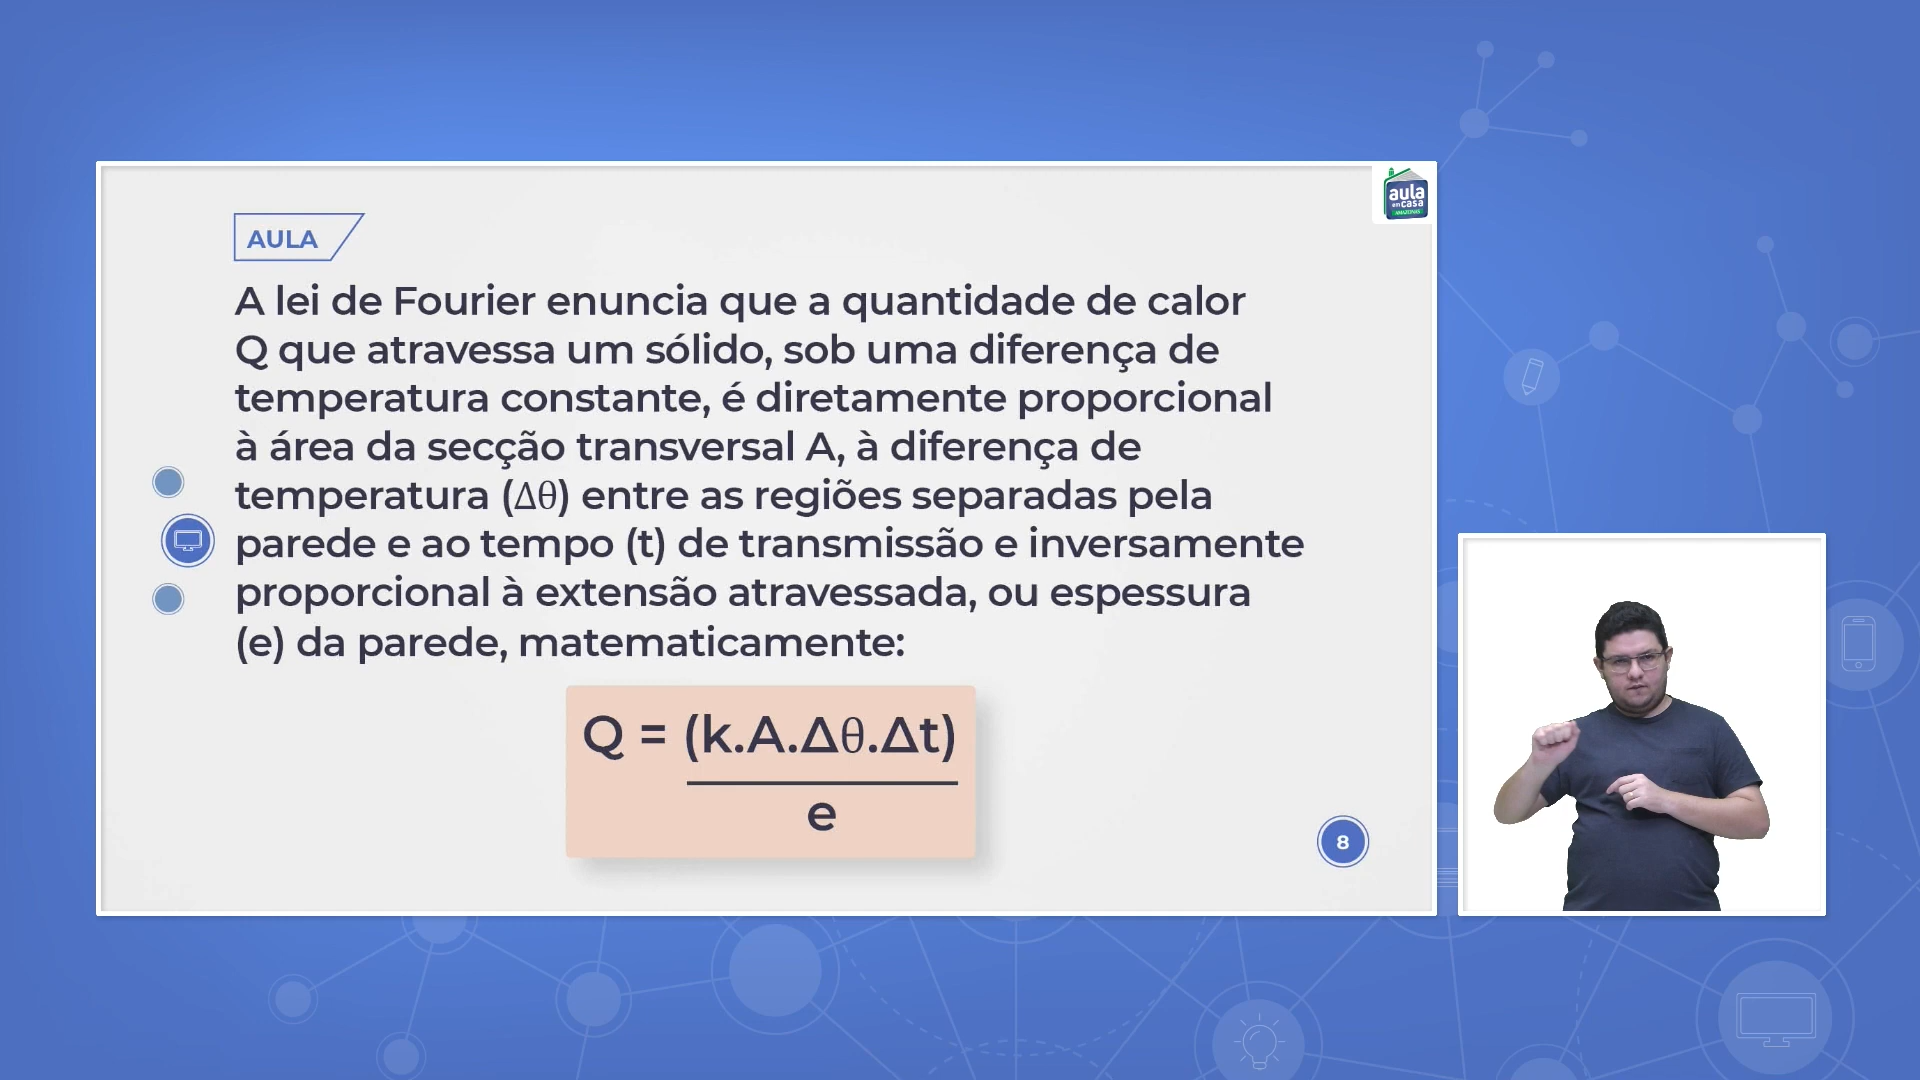 aula
em casa
AMAZONAS
AULA
A lei de Fourier enuncia que a quantidade de calor
Q que atravessa um sólido, sob uma diferença de
temperatura constante, é diretamente proporcional
à área da secção transversal A, à diferença de
temperatura (Δθ) entre as regiões separadas pela
parede e ao tempo (t) de transmissão e inversamente
proporcional à extensão atravessada, ou espessura
(e) da parede, matematicamente:
Q = (k.A.Δθ.Δt)
e
8